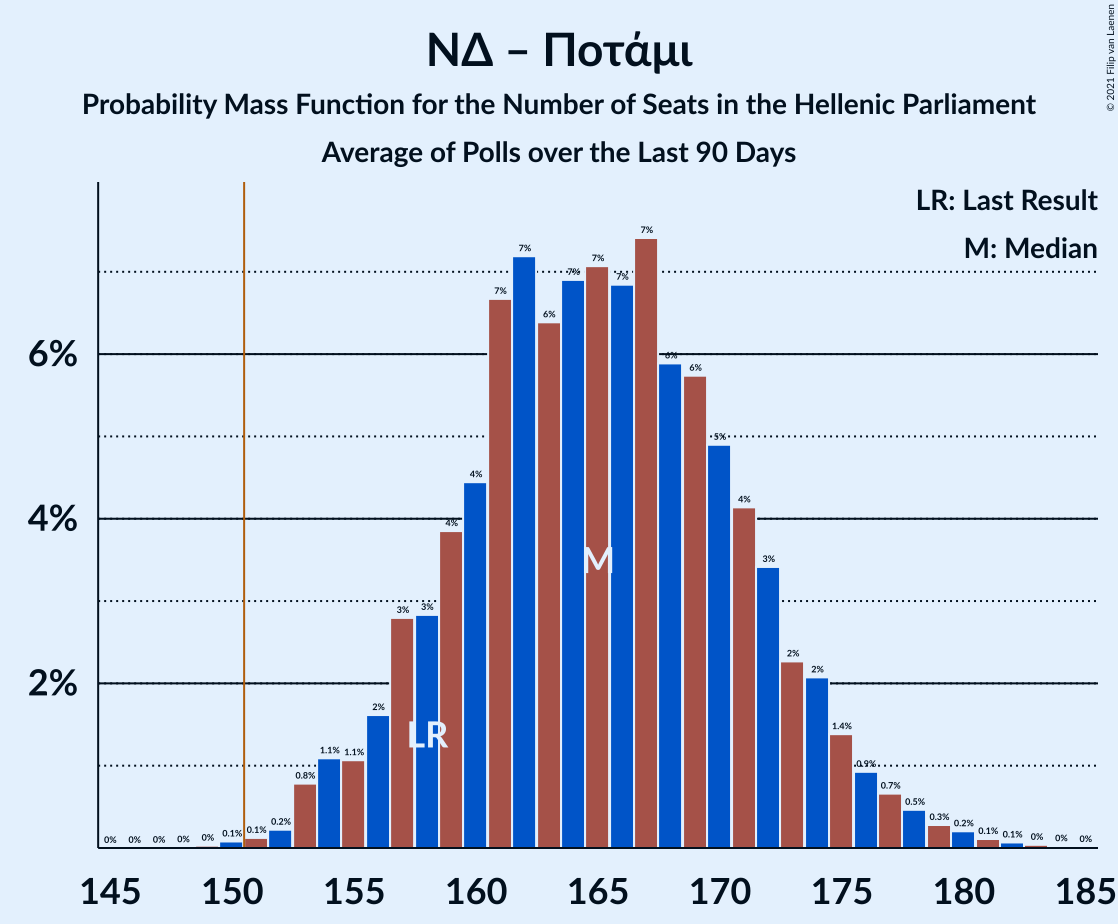 ΝΔ – Ποτάμι
Probability Mass Function for the Number of Seats in the Hellenic Parliament
Average of Polls over the Last 90 Days
© 2021 Filip van Laenen
LR: Last Result
M: Median
6%
4%
2%
0% 0% 0% 0% 0% 0.1% 0.1% 0.2% 0.8% 1.1% 1.1% 2% 3% 3% 4% 4% 7% 7% 6% 7% 7% 7% 7% 6% 6% 5% 4% 3% 2% 2% 1.4% 0.9% 0.7% 0.5% 0.3% 0.2% 0.1% 0.1% 0% 0% 0%
M
LR
145 150 155 160 165 170 175 180 185